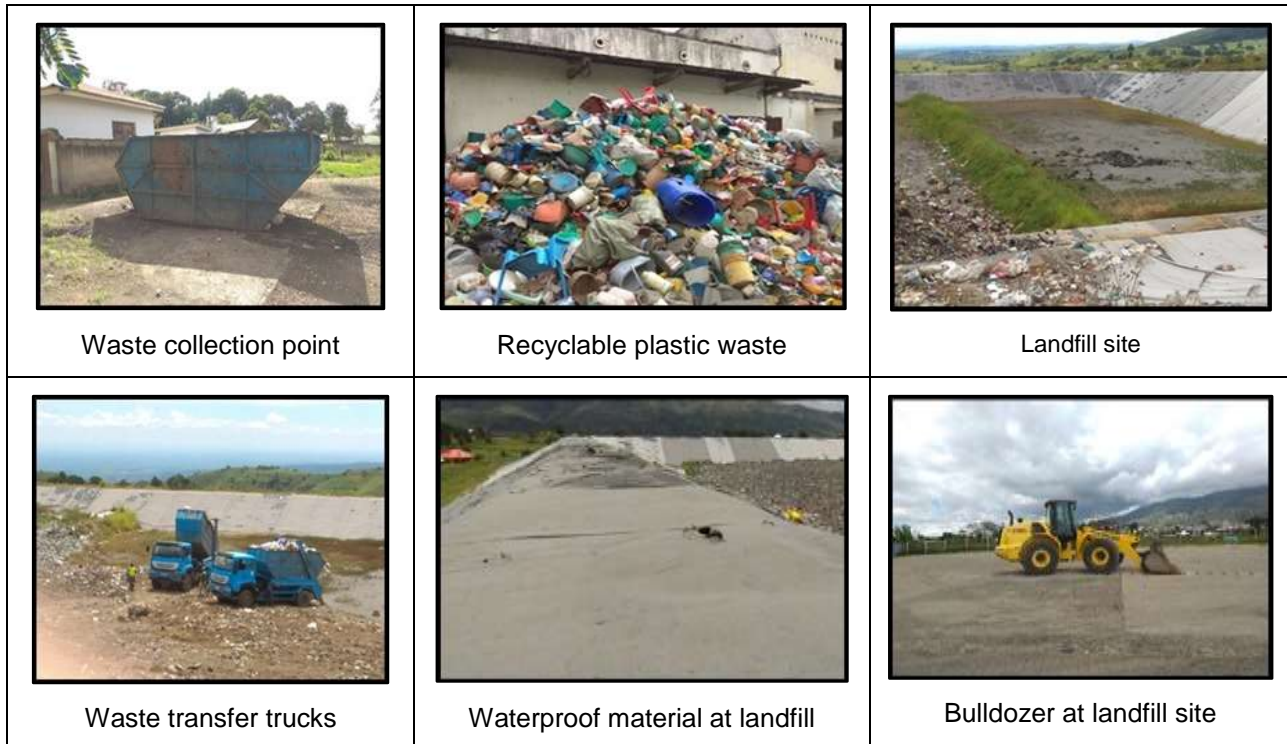 Waste collection point
Recyclable plastic waste
Landfill site
Waste transfer trucks
Waterproof material at landfill
Bulldozer at landfill site